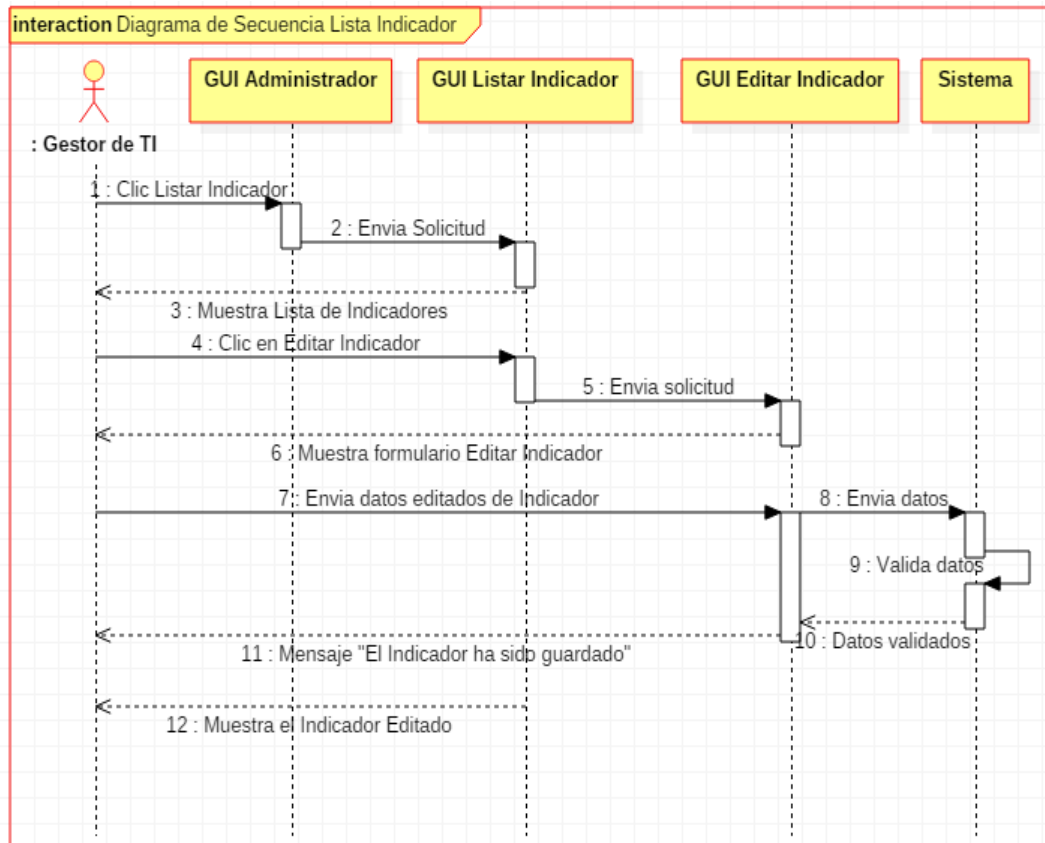 interaction Diagrama de Secuencia Lista Indicador
GUI Administrador
GUI Listar Indicador
GUI Editar Indicador
Sistema
: Gestor de TI
1 : Clic Listar Indicador
2 : Envia Solicitud
3 : Muestra Lista de Indicadores
4 : Clic en Editar Indicador
5 : Envia solicitud
6 : Muestra formulario Editar Indicador
7 : Envia datos editados de Indicador
8 : Envia datos
9 : Valida datos
10 : Datos validados
11 : Mensaje "El Indicador ha sido guardado"
12 : Muestra el Indicador Editado